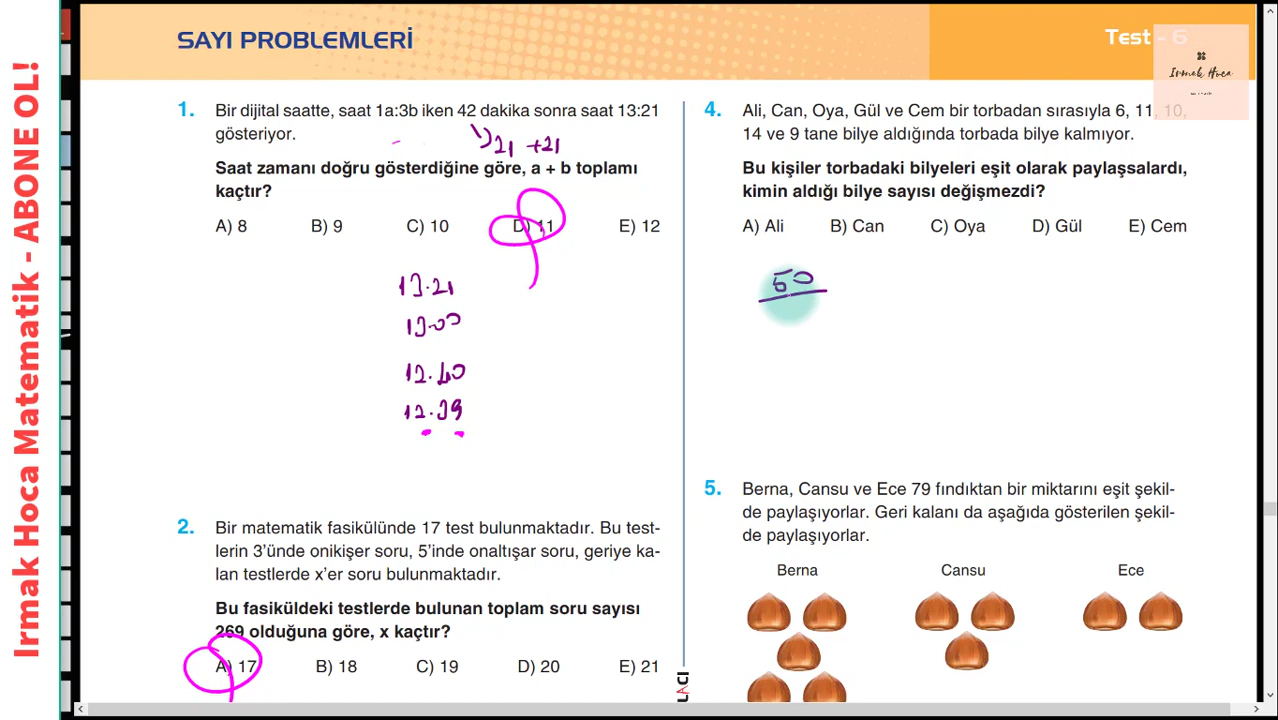 Irmak Hoca Matematik - ABONE OL!
SAYI PROBLEMLERİ
Test - 6
Irmak Hoca
1.
Bir dijital saatte, saat 1a:3b iken 42 dakika sonra saat 13:21
gösteriyor.
21 +21
Saat zamanı doğru gösterdiğine göre, a + b toplamı
kaçtır?
A) 8 B) 9 C) 10 D) 11 E) 12
13.21
13.00
12.40
12.39
2.
Bir matematik fasikülünde 17 test bulunmaktadır. Bu test-
lerin 3'ünde onikişer soru, 5'inde onaltışar soru, geriye ka-
lan testlerde x'er soru bulunmaktadır.
Bu fasiküldeki testlerde bulunan toplam soru sayısı
269 olduğuna göre, x kaçtır?
A) 17 B) 18 C) 19 D) 20 E) 21
4.
Ali, Can, Oya, Gül ve Cem bir torbadan sırasıyla 6, 11, 10,
14 ve 9 tane bilye aldığında torbada bilye kalmıyor.
Bu kişiler torbadaki bilyeleri eşit olarak paylaşsalardı,
kimin aldığı bilye sayısı değişmezdi?
A) Ali B) Can C) Oya D) Gül E) Cem
50
5.
Berna, Cansu ve Ece 79 fındıktan bir miktarını eşit şekil-
de paylaşıyorlar. Geri kalanı da aşağıda gösterilen şekil-
de paylaşıyorlar.
Berna Cansu Ece
LACI